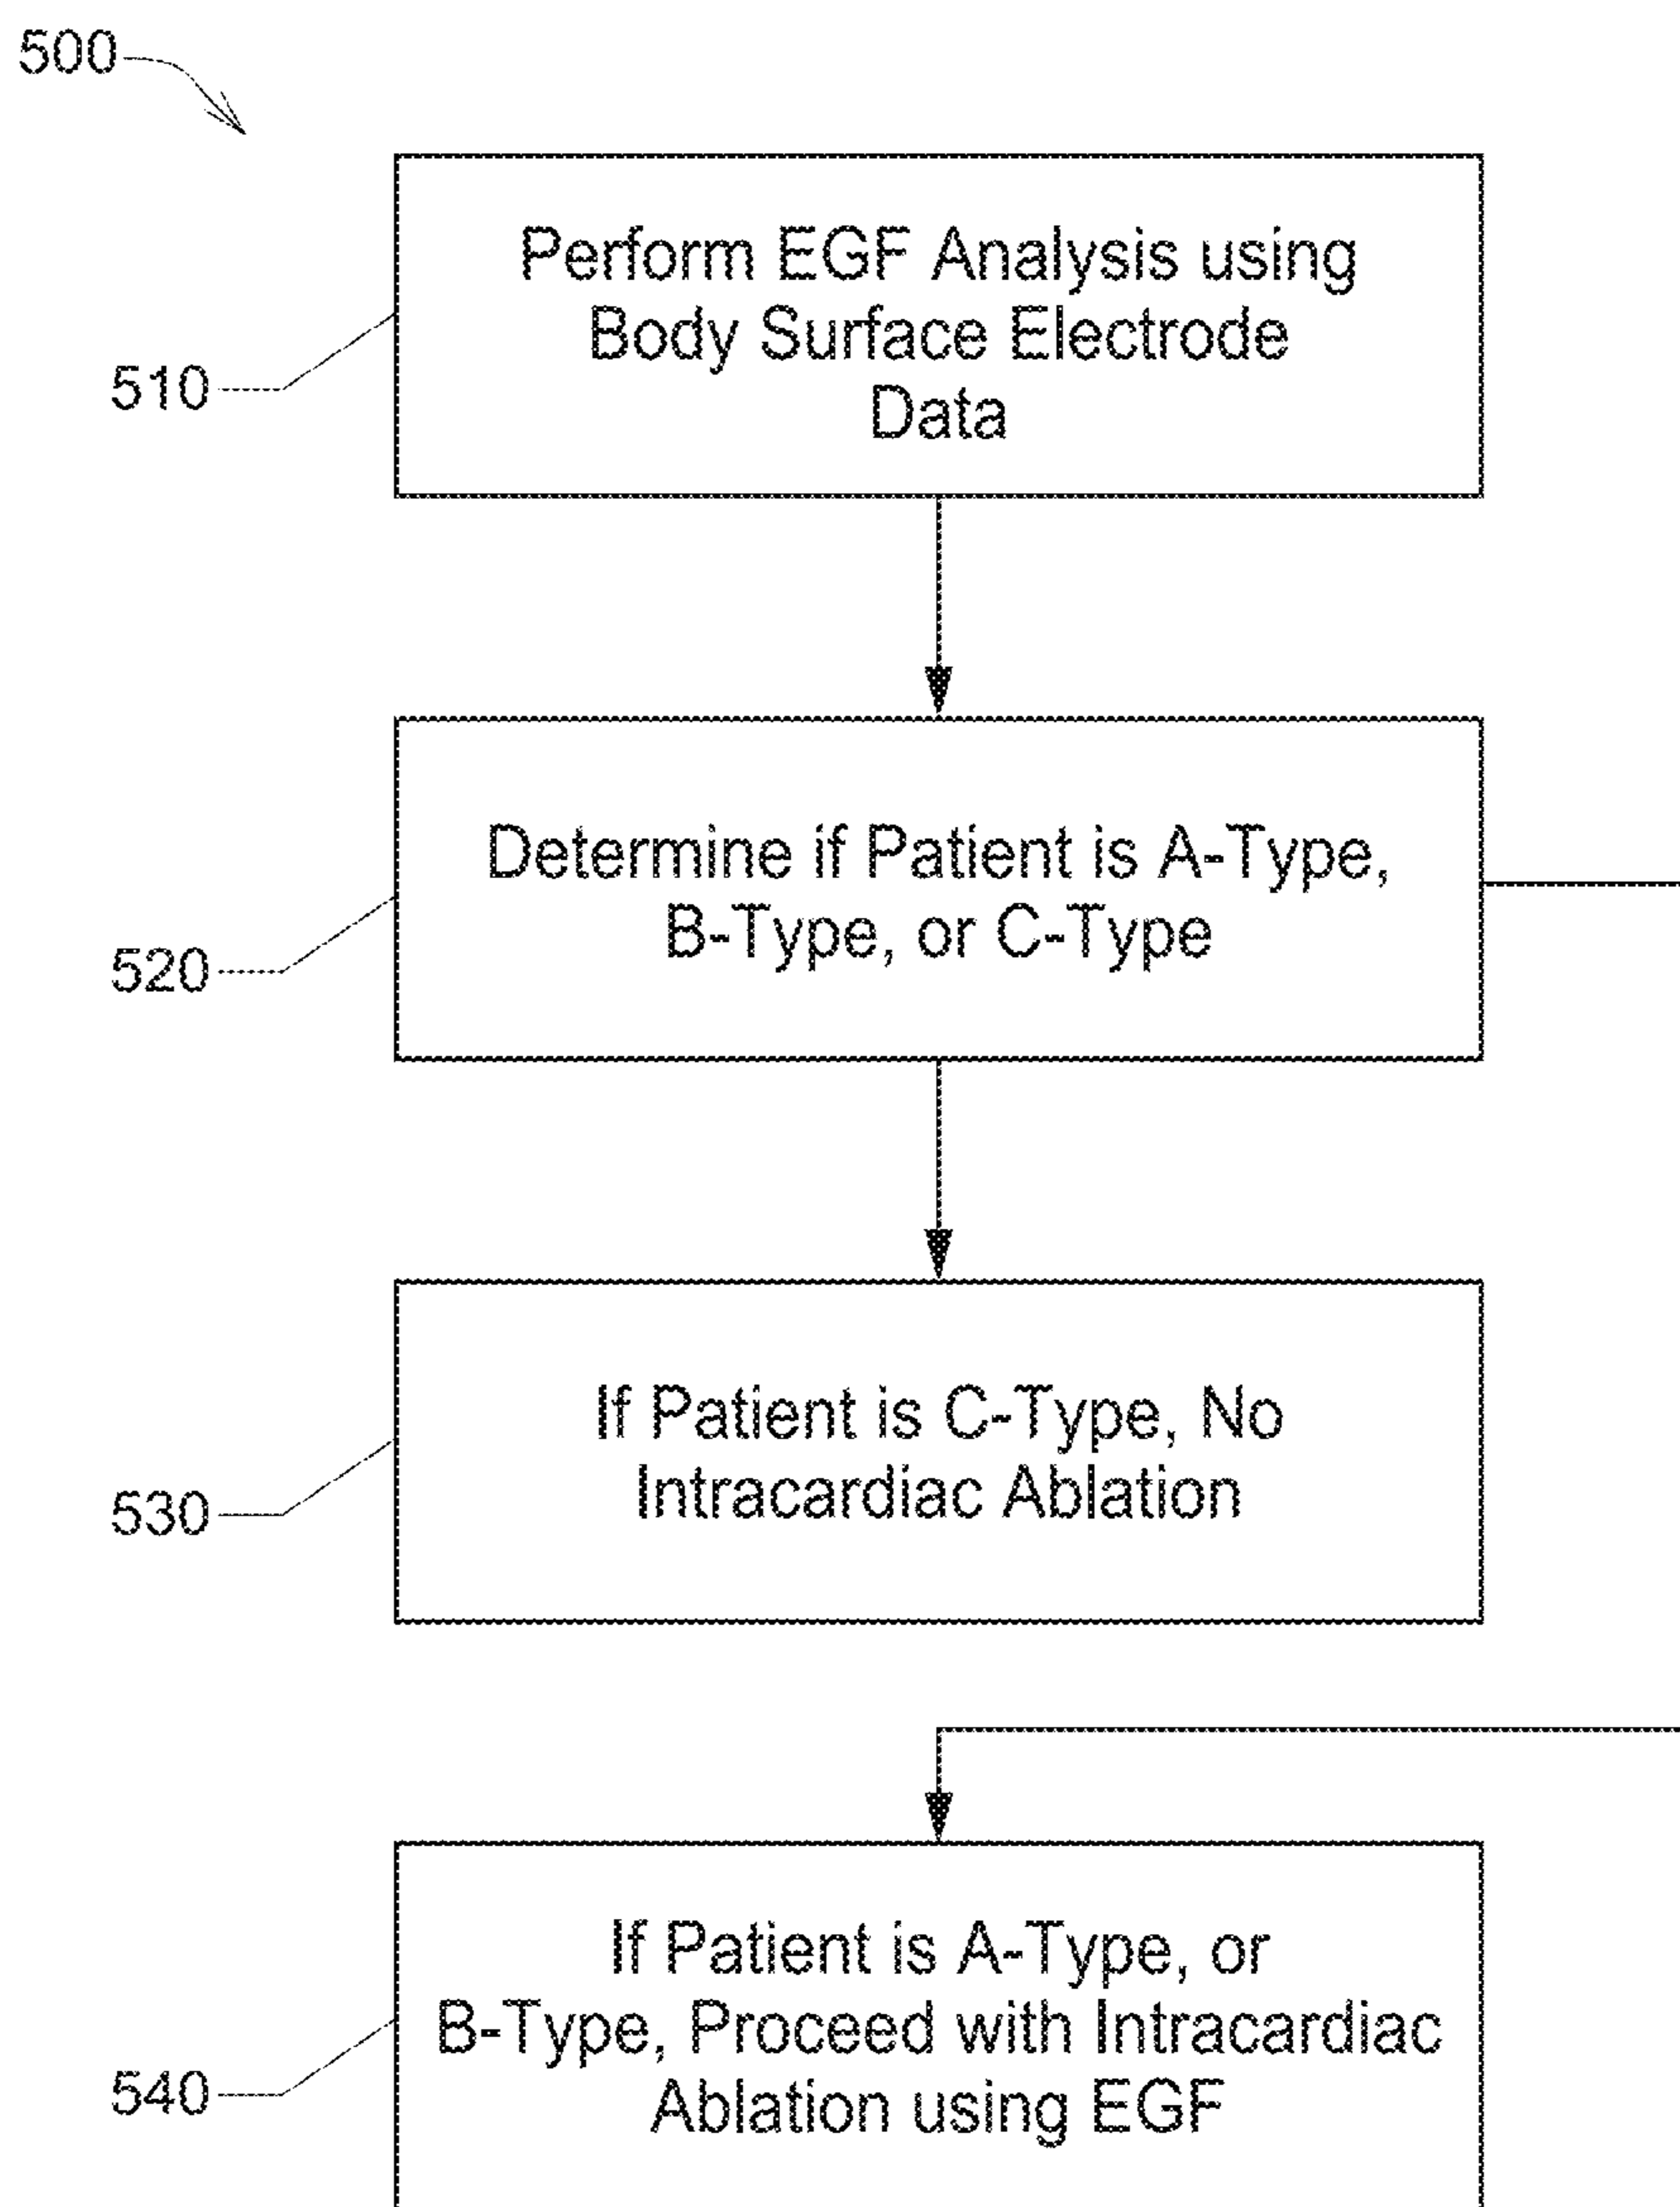 500
Perform EGF Analysis using
Body Surface Electrode
Data
510
Determine if Patient is A-Type,
B-Type, or C-Type
520
If Patient is C-Type, No
Intracardiac Ablation
530
If Patient is A-Type, or
B-Type, Proceed with Intracardiac
Ablation using EGF
540